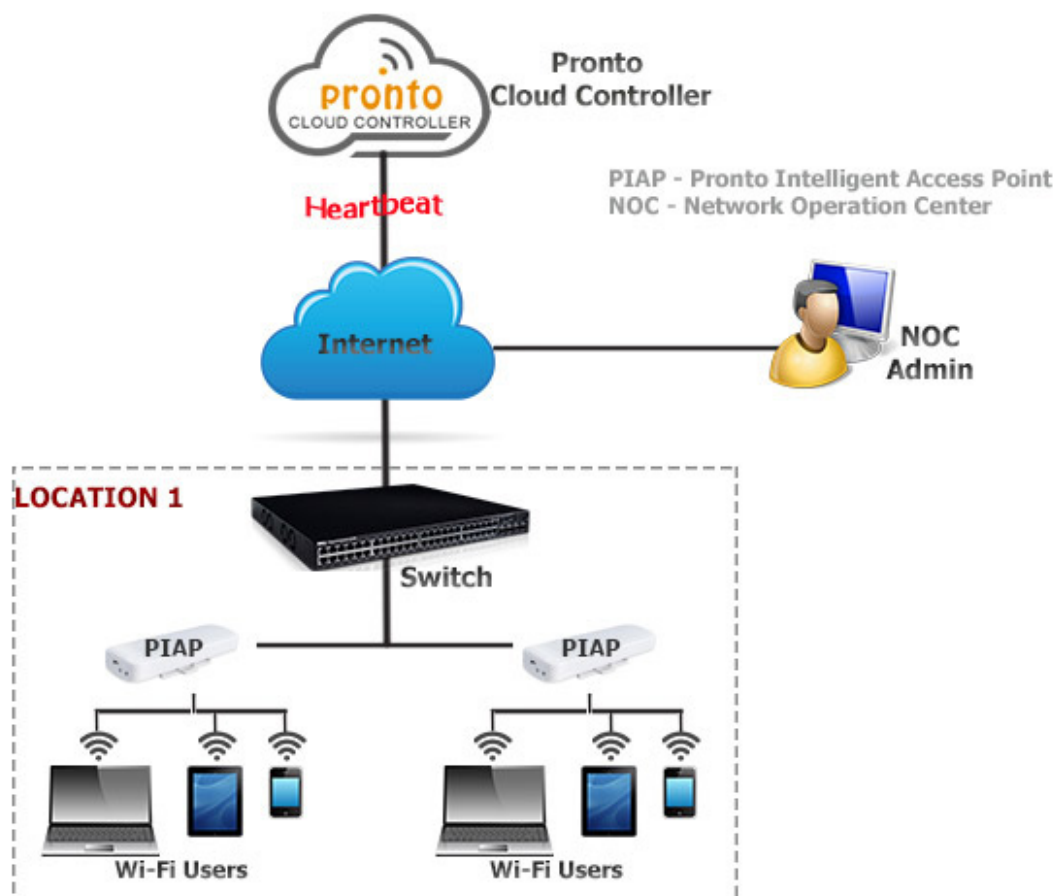 pronto
CLOUD CONTROLLER
Pronto
Cloud Controller
Heartbeat
PIAP - Pronto Intelligent Access Point
NOC - Network Operation Center
Internet
NOC
Admin
LOCATION 1
Switch
PIAP
PIAP
Wi-Fi Users
Wi-Fi Users